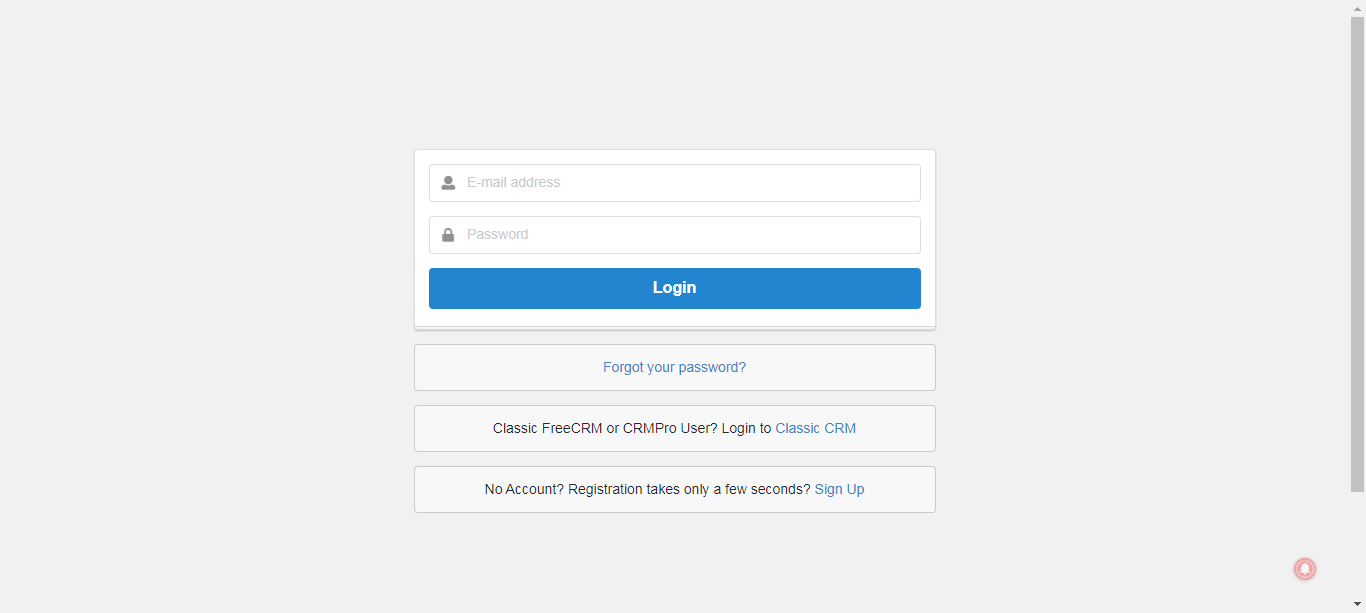 E-mail address
Password
Login
Forgot your password?
Classic FreeCRM or CRMPro User? Login to Classic CRM
No Account? Registration takes only a few seconds? Sign Up